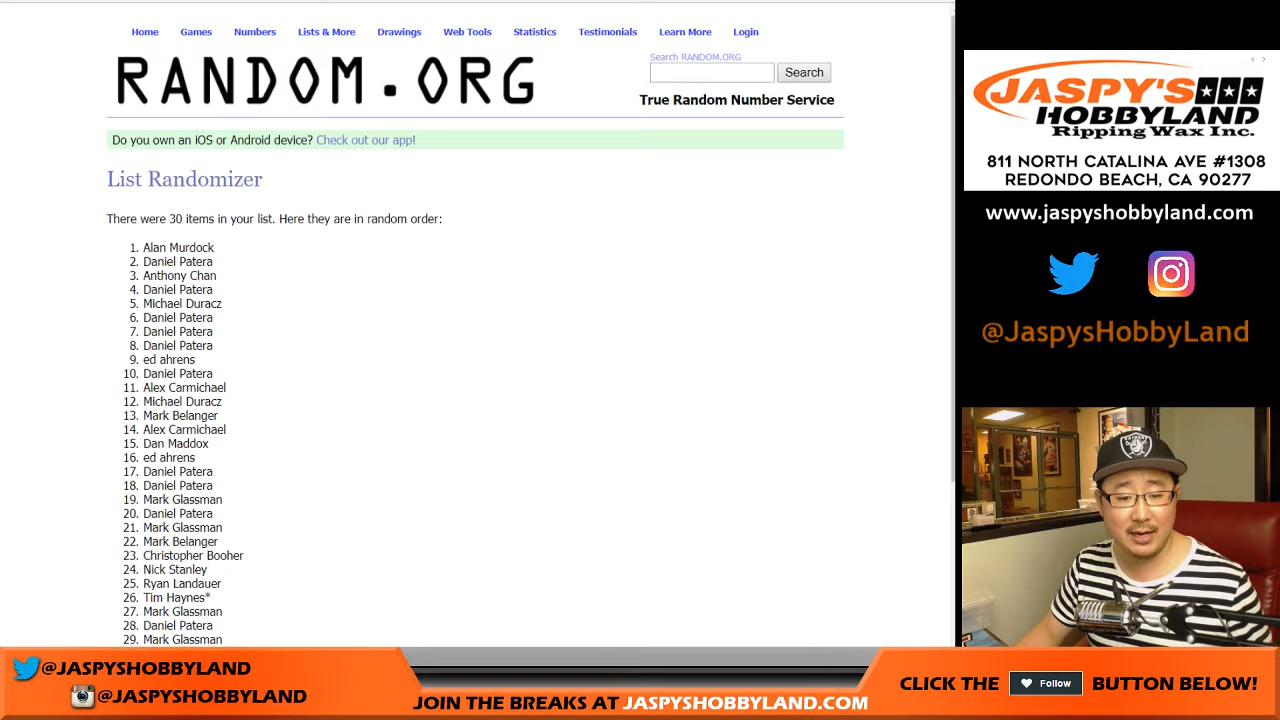 Home Games Numbers Lists & More Drawings Web Tools Statistics Testimonials Learn More Login
RANDOM.ORG
Search RANDOM.ORG
Search
True Random Number Service
Do you own an iOS or Android device? Check out our app!
List Randomizer
There were 30 items in your list. Here they are in random order:
1. Alan Murdock
2. Daniel Patera
3. Anthony Chan
4. Daniel Patera
5. Michael Duracz
6. Daniel Patera
7. Daniel Patera
8. Daniel Patera
9. ed ahrens
10. Daniel Patera
11. Alex Carmichael
12. Michael Duracz
13. Mark Belanger
14. Alex Carmichael
15. Dan Maddox
16. ed ahrens
17. Daniel Patera
18. Daniel Patera
19. Mark Glassman
20. Daniel Patera
21. Mark Glassman
22. Mark Belanger
23. Christopher Booher
24. Nick Stanley
25. Ryan Landauer
26. Tim Haynes*
27. Mark Glassman
28. Daniel Patera
29. Mark Glassman
JASPY'S
HOBBYLAND
Ripping Wax Inc.
811 NORTH CATALINA AVE #1308
REDONDO BEACH, CA 90277
www.jaspyshobbyland.com
@JaspysHobbyLand
@JASPYSHOBBYLAND
@JASPYSHOBBYLAND
JOIN THE BREAKS AT JASPYSHOBBYLAND.COM
CLICK THE Follow BUTTON BELOW!